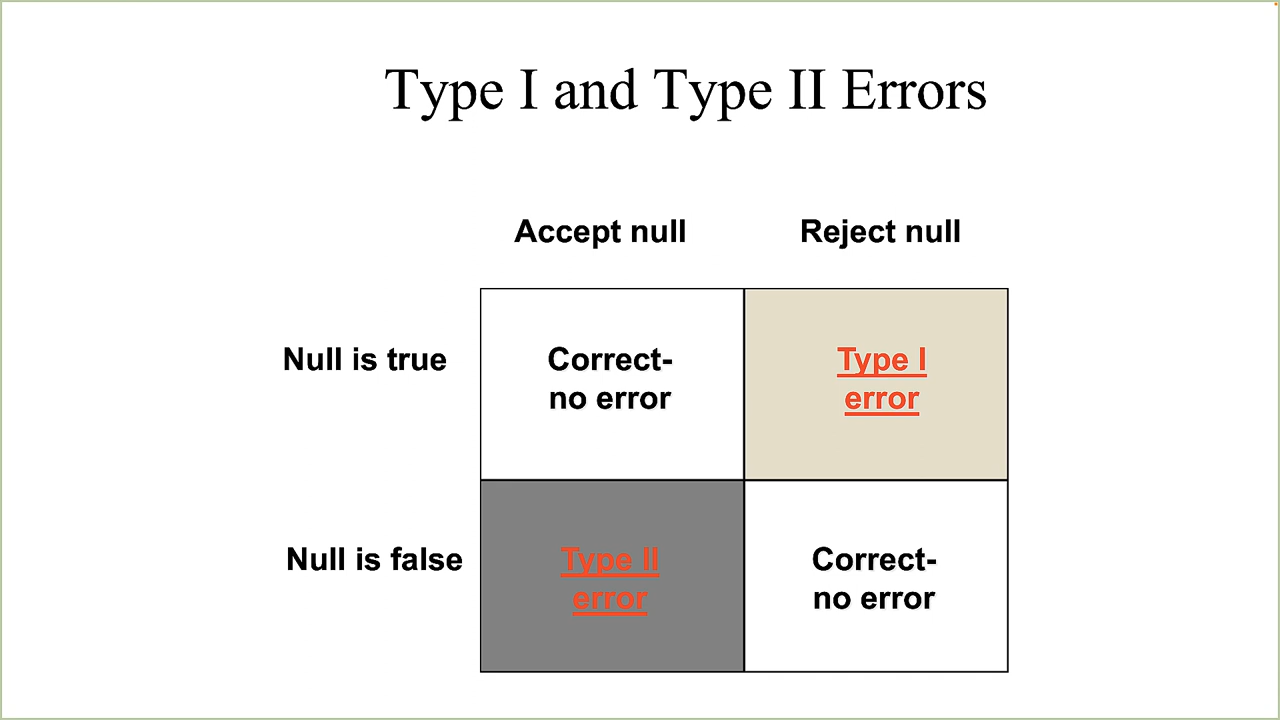 Type I and Type II Errors
Accept null
Reject null
Null is true
Correct-
no error
Type I
error
Null is false
Type II
error
Correct-
no error